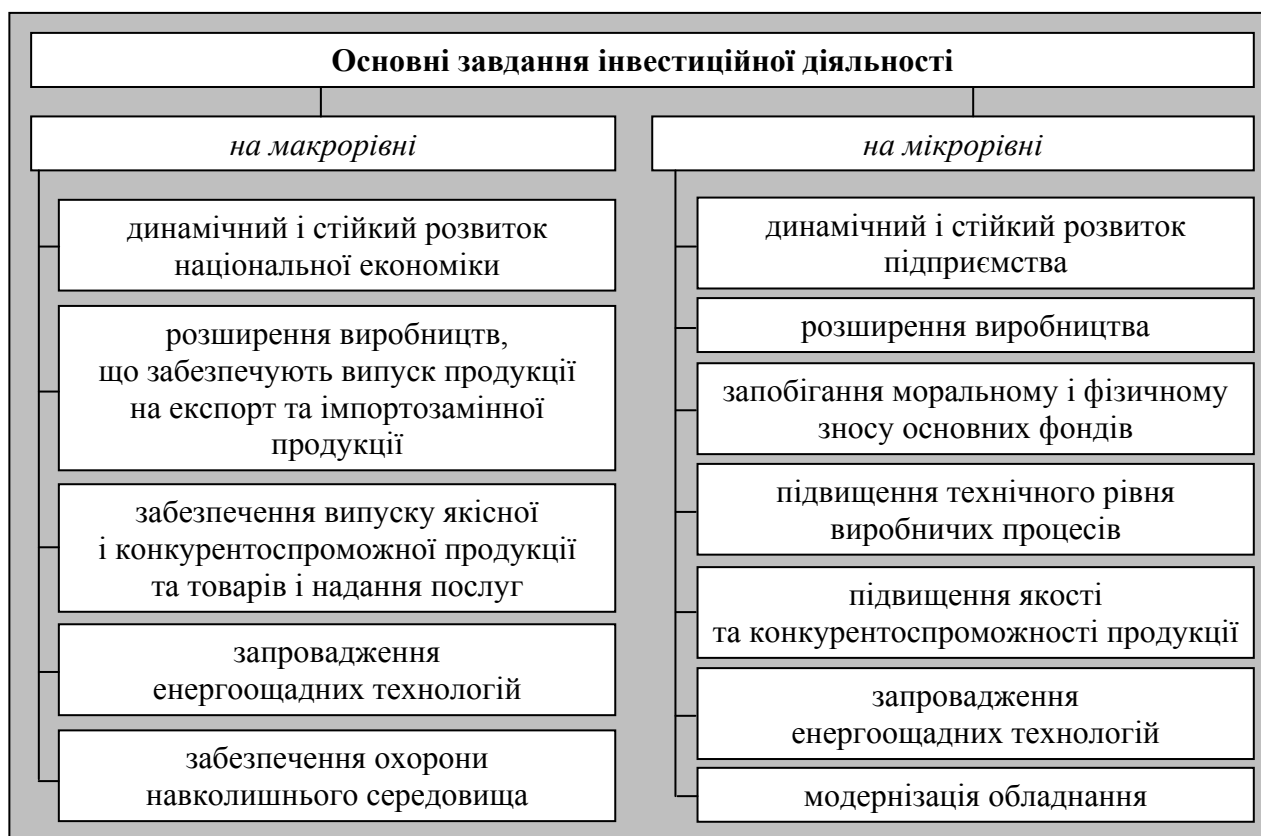 Основні завдання інвестиційної діяльності
на макрорівні
динамічний і стійкий розвиток
національної економіки
розширення виробництв,
що забезпечують випуск продукції
на експорт та імпортозамінної
продукції
забезпечення випуску якісної
і конкурентоспроможної продукції
та товарів і надання послуг
запровадження
енергоощадних технологій
забезпечення охорони
навколишнього середовища
на мікрорівні
динамічний і стійкий розвиток
підприємства
розширення виробництва
запобігання моральному і фізичному
зносу основних фондів
підвищення технічного рівня
виробничих процесів
підвищення якості
та конкурентоспроможності продукції
запровадження
енергоощадних технологій
модернізація обладнання